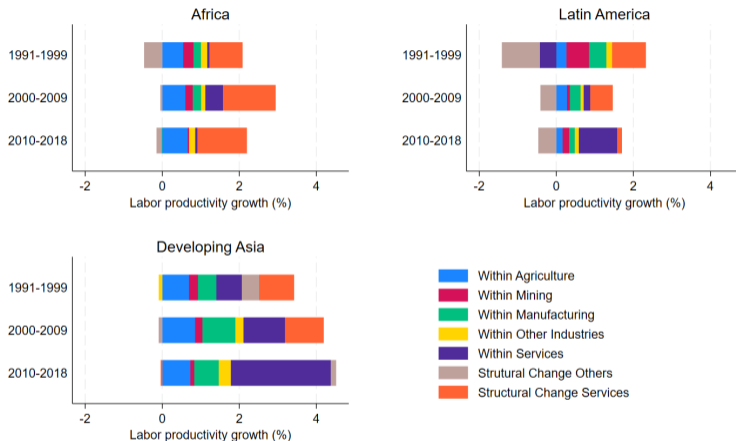 Africa
1991-1999
2000-2009
2010-2018
-2 0 2 4
Labor productivity growth (%)
Latin America
1991-1999
2000-2009
2010-2018
-2 0 2 4
Labor productivity growth (%)
Developing Asia
1991-1999
2000-2009
2010-2018
-2 0 2 4
Labor productivity growth (%)
Within Agriculture
Within Mining
Within Manufacturing
Within Other Industries
Within Services
Strutural Change Others
Structural Change Services